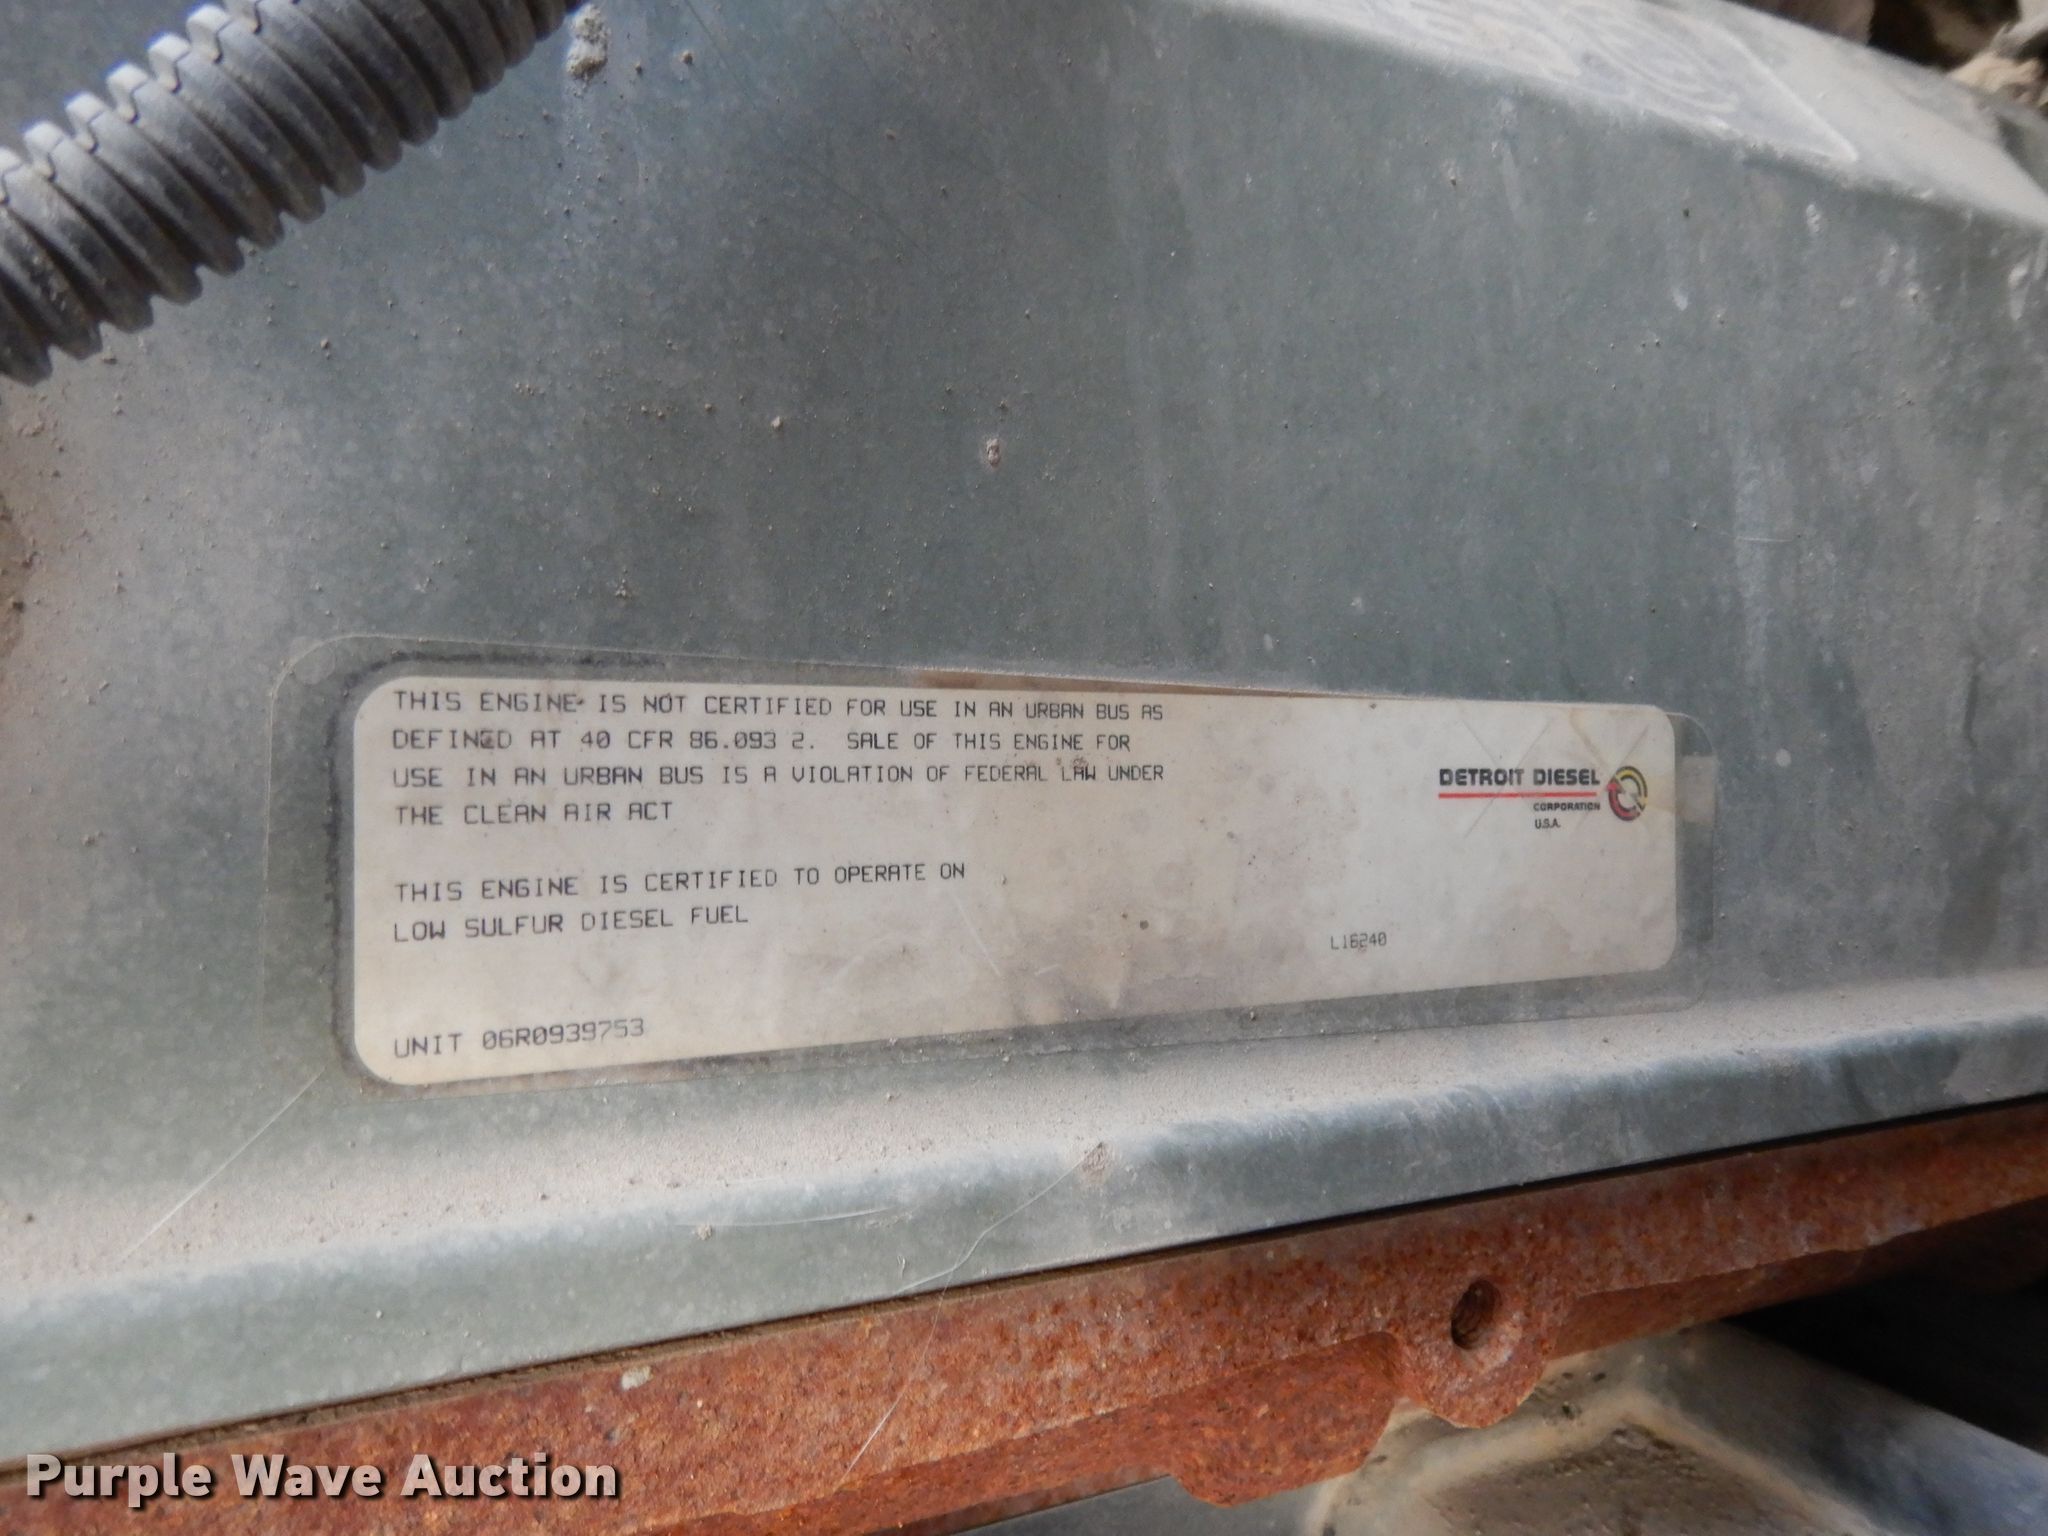 THIS ENGINE IS NOT CERTIFIED FOR USE IN AN URBAN BUS AS
DEFINED AT 40 CFR 86.093 2. SALE OF THIS ENGINE FOR
USE IN AN URBAN BUS IS A VIOLATION OF FEDERAL LAW UNDER
THE CLEAN AIR ACT
DETROIT DIESEL
CORPORATION
U.S.A.
THIS ENGINE IS CERTIFIED TO OPERATE ON
LOW SULFUR DIESEL FUEL
L16240
UNIT 06R0939753
Purple Wave Auction